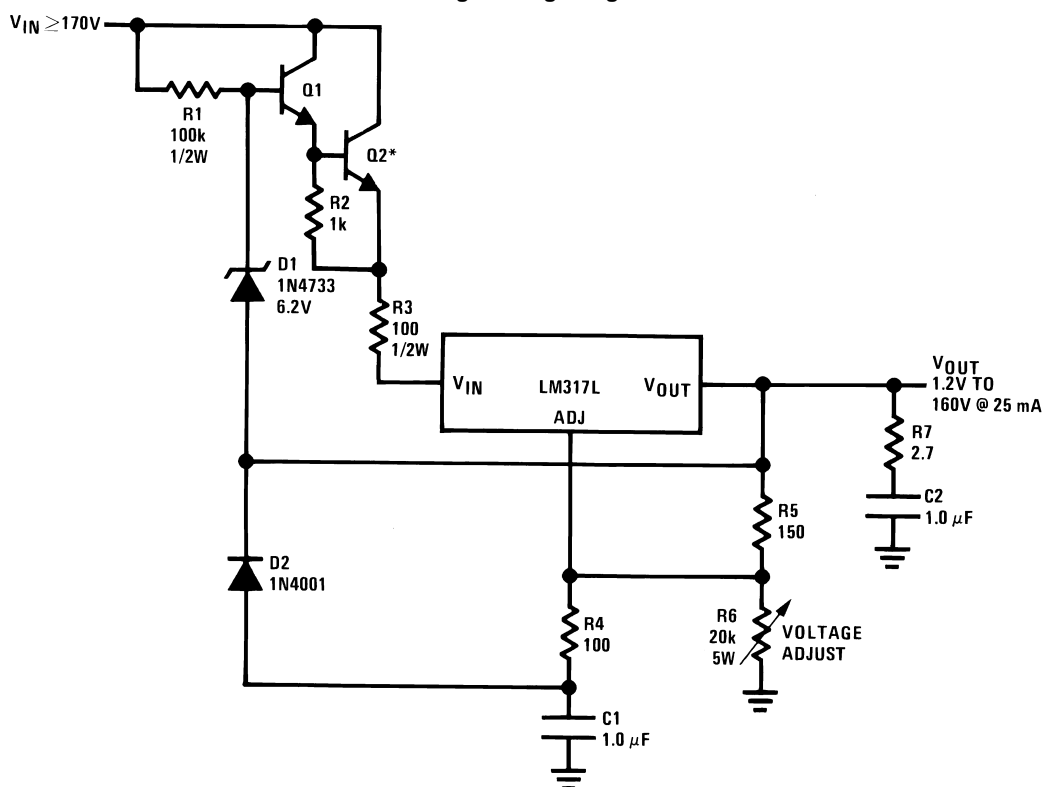 V_IN ≥170V
R1
100k
1/2W
Q1
Q2*
R2
1k
D1
1N4733
6.2V
R3
100
1/2W
V_IN
LM317L
V_OUT
ADJ
V_OUT
1.2V TO
160V @ 25 mA
R7
2.7
C2
1.0 μF
R5
150
D2
1N4001
R4
100
R6
20k
5W
VOLTAGE
ADJUST
C1
1.0 μF